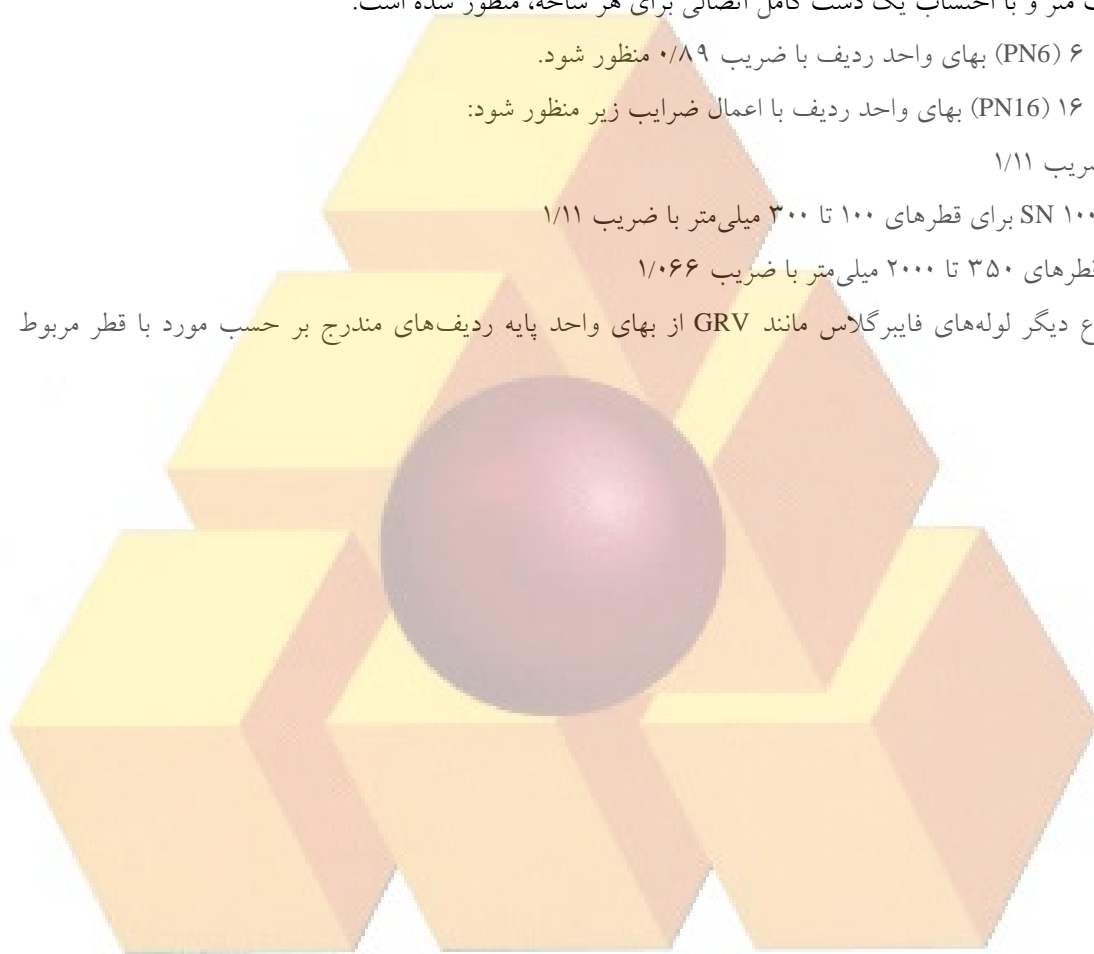 متر و با احتساب یک دست کامل اتصالی برای هر شاخه، منظور شده است.
۶ (PN6) بهای واحد ردیف با ضریب ۰/۸۹ منظور شود.
۱۶ (PN16) بهای واحد ردیف با اعمال ضرایب زیر منظور شود:
ضریب ۱/۱۱
SN ۱۰۰ برای قطرهای ۱۰۰ تا ۳۰۰ میلی‌متر با ضریب ۱/۱۱
قطرهای ۳۵۰ تا ۲۰۰۰ میلی‌متر با ضریب ۱/۰۶۶
دیگر لوله‌های فایبرگلاس مانند GRV از بهای واحد پایه ردیف‌های مندرج بر حسب مورد با قطر مربوط